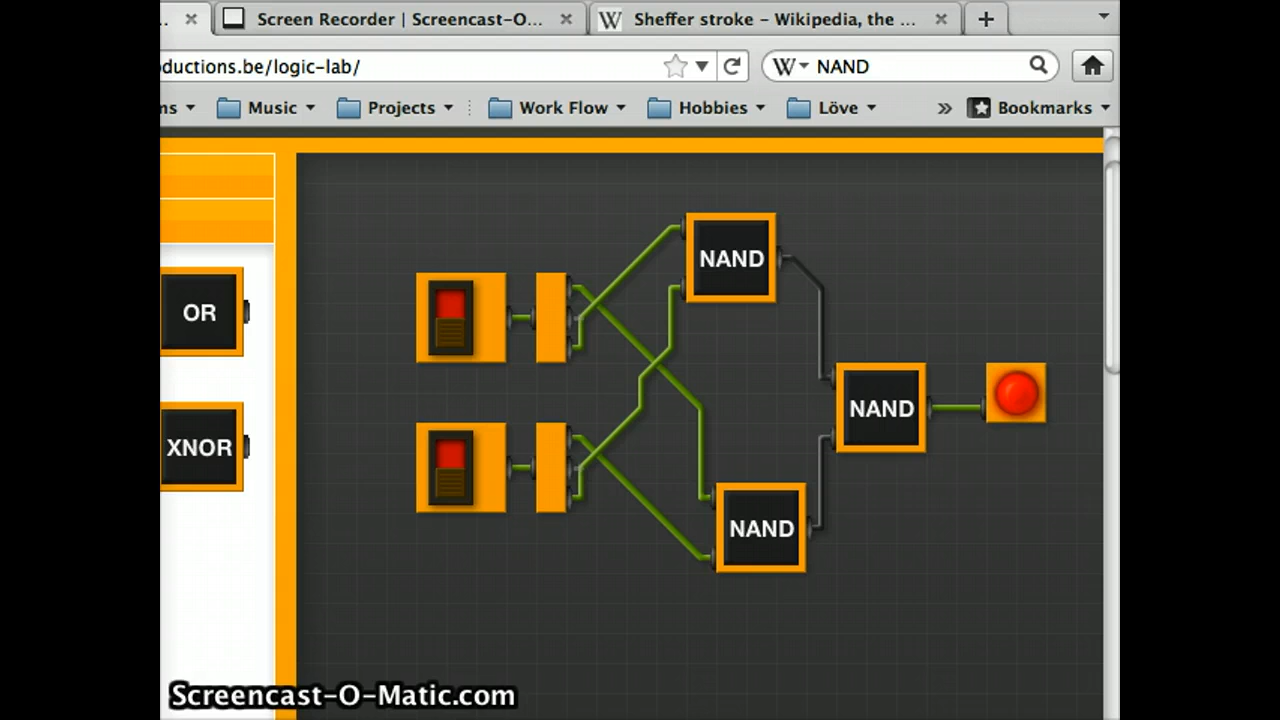 ... Screen Recorder | Screencast-O... Sheffer stroke – Wikipedia, the ...
ductions.be/logic-lab/ W NAND
ns Music Projects Work Flow Hobbies Löve » Bookmarks
NAND
OR
NAND
XNOR
NAND
Screencast-O-Matic.com